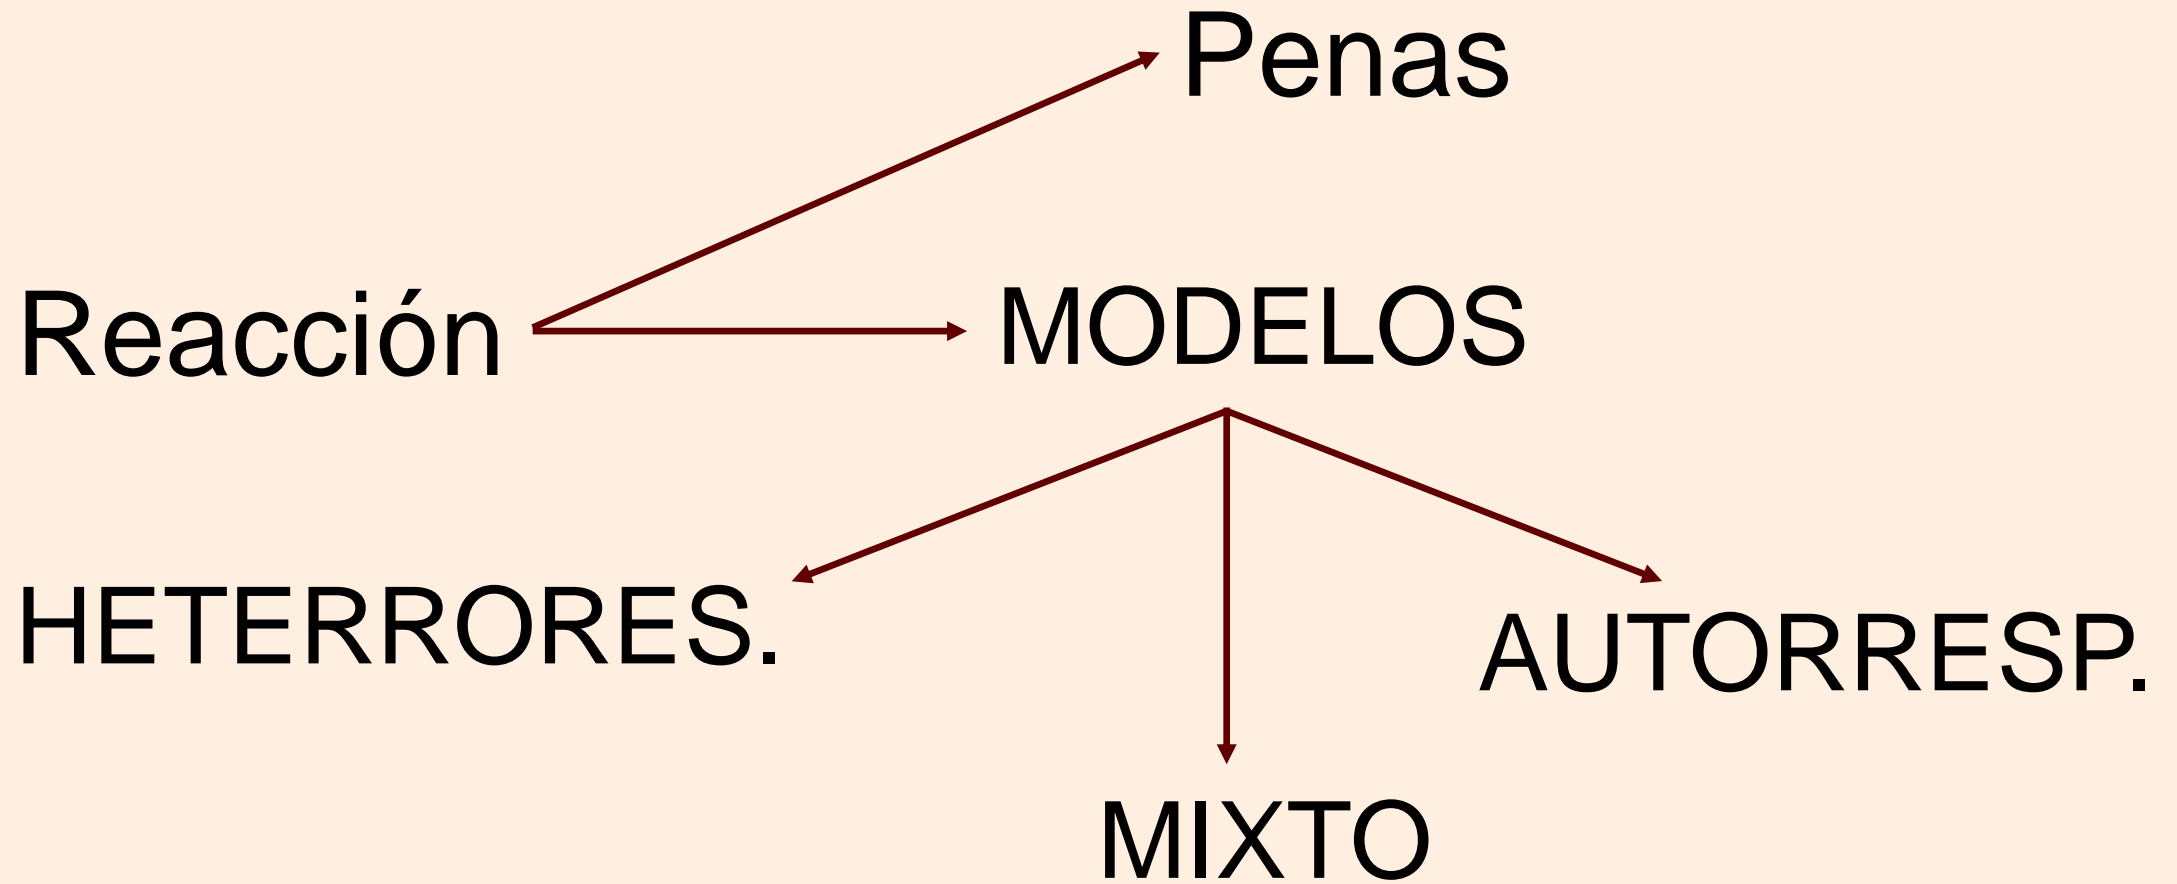 Penas
Reacción
MODELOS
HETERRORES.
AUTORRESP.
MIXTO